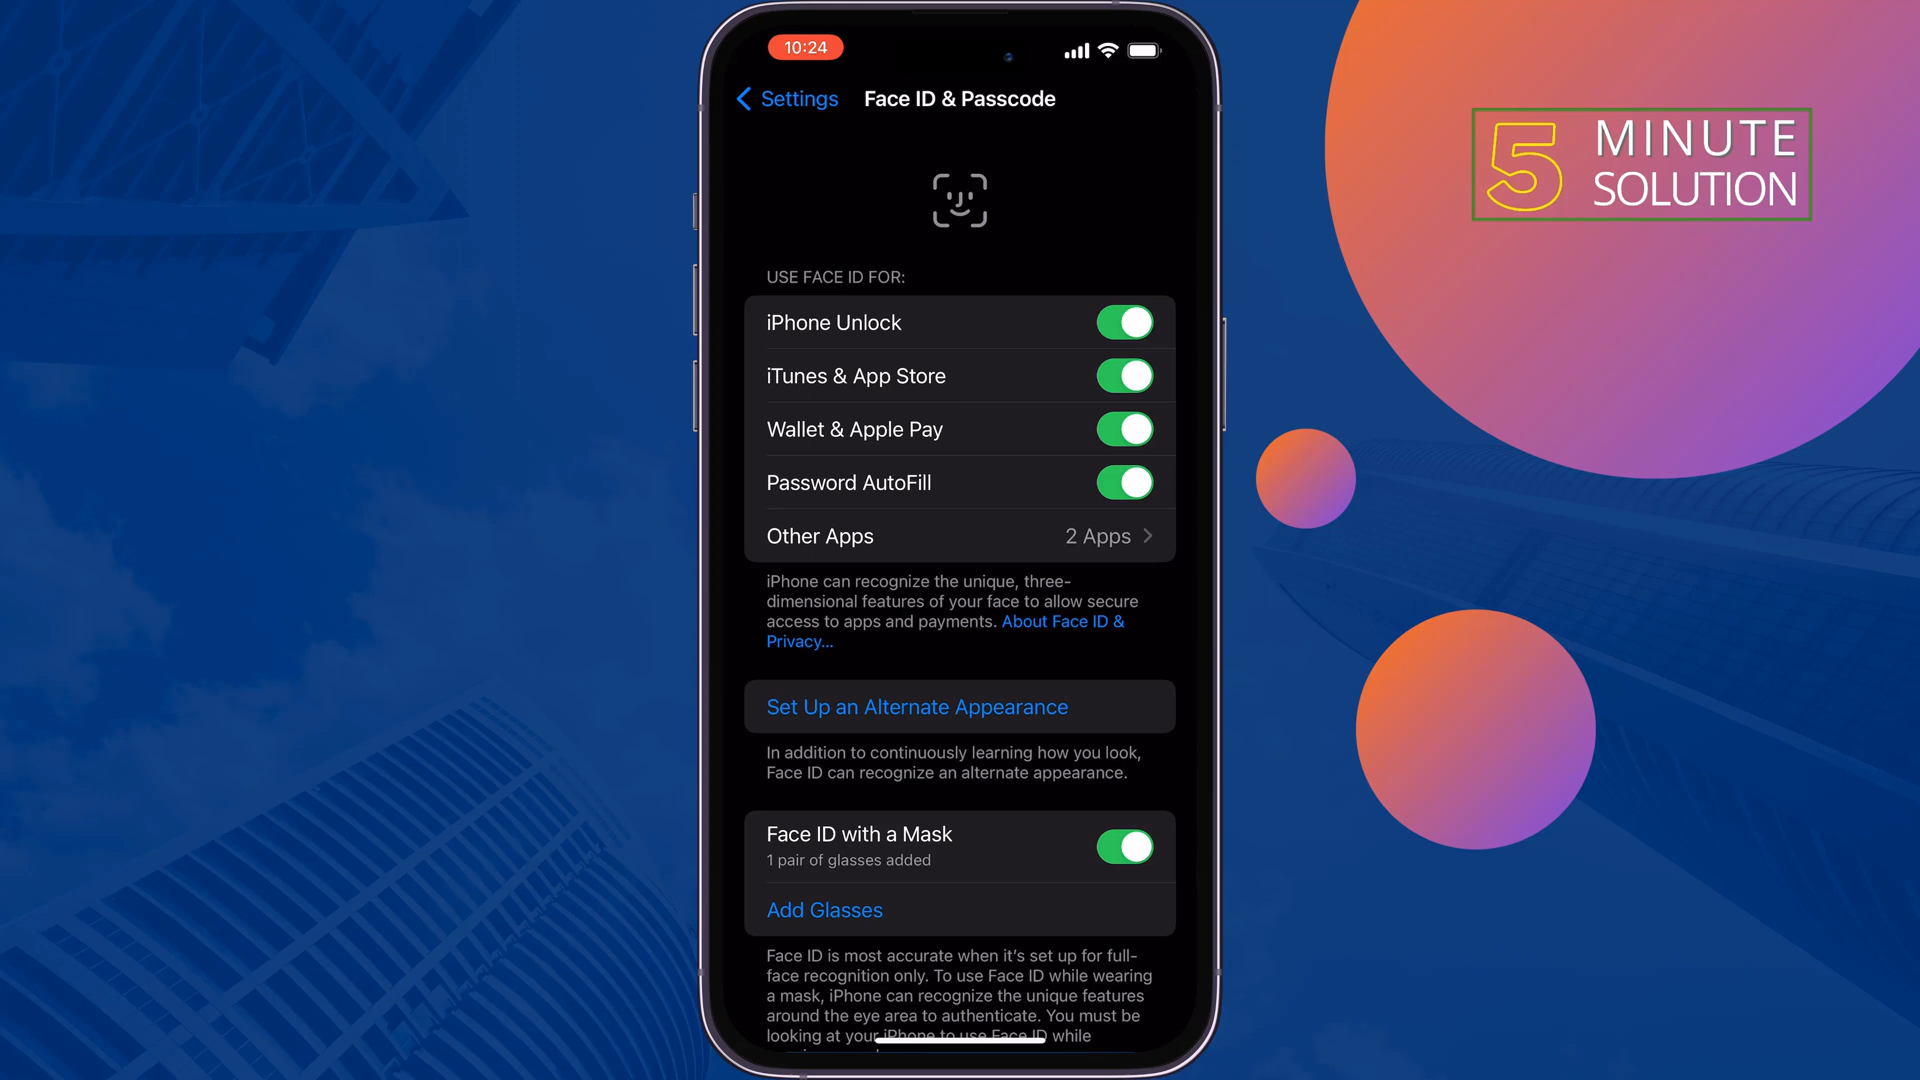 10:24
Settings
Face ID & Passcode
5 MINUTE
SOLUTION
USE FACE ID FOR:
iPhone Unlock
iTunes & App Store
Wallet & Apple Pay
Password AutoFill
Other Apps 2 Apps
iPhone can recognize the unique, three-
dimensional features of your face to allow secure
access to apps and payments. About Face ID &
Privacy...
Set Up an Alternate Appearance
In addition to continuously learning how you look,
Face ID can recognize an alternate appearance.
Face ID with a Mask
1 pair of glasses added
Add Glasses
Face ID is most accurate when it's set up for full-
face recognition only. To use Face ID while wearing
a mask, iPhone can recognize the unique features
around the eye area to authenticate. You must be
looking at your iPhone to use Face ID while